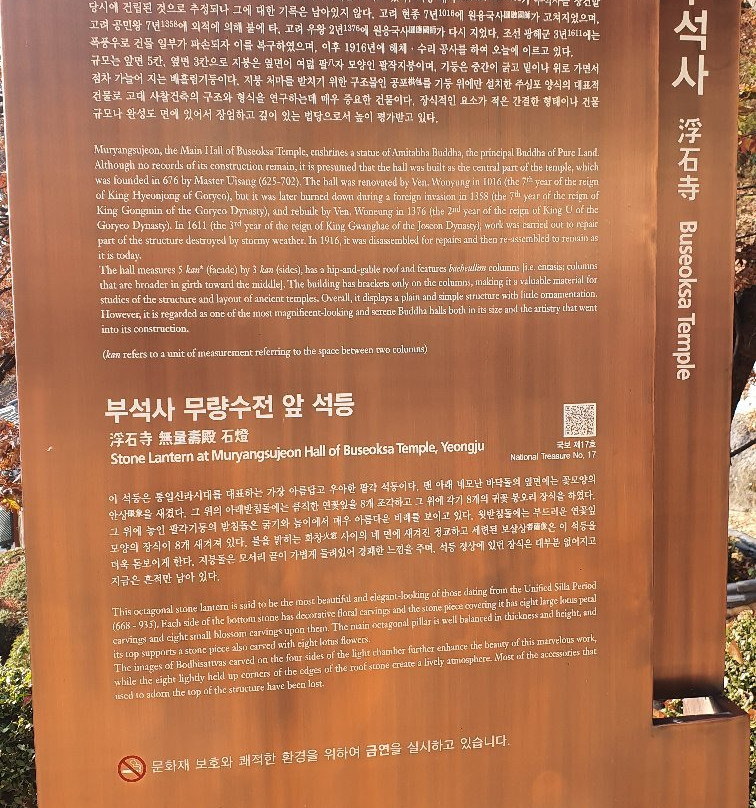 당시에 건립된 것으로 추정되나 그에 대한 기록은 남아있지 않다. 고려 현종 7년1016에 원융국사가 고쳐지었으며,
고려 공민왕 7년1358에 외적에 의해 불에 타, 고려 우왕 2년1376에 원응국사가 다시 지었다. 조선 광해군 3년1611에는
폭풍우로 건물 일부가 파손되자 이를 복구하였으며, 이후 1916년에 해체·수리 공사를 하여 오늘에 이르고 있다.
규모는 앞면 5칸, 옆면 3칸으로 지붕은 옆면이 여덟 팔八자 모양인 팔작지붕이며, 기둥은 중간이 굵고 밑이나 위로 가면서
점차 가늘어 지는 배흘림기둥이다. 지붕 처마를 받치기 위한 구조물인 공포를 기둥 위에만 설치한 주심포 양식의 대표적
건물로 고대 사찰건축의 구조와 형식을 연구하는데 매우 중요한 건물이다. 장식적인 요소가 적은 간결한 형태이나 건물
규모나 완성도 면에 있어서 장엄하고 깊이 있는 법당으로서 높이 평가받고 있다.
Muryangsujeon, the Main Hall of Buseoksa Temple, enshrines a statue of Amitabha Buddha, the principal Buddha of Pure Land.
Although no records of its construction remain, it is presumed that the hall was built as the central part of the temple, which
was founded in 676 by Master Uisang (625-702). The hall was renovated by Ven. Wonyung in 1016 (the 7th year of the reign
of King Hyeonjong of Goryeo), but it was later burned down during a foreign invasion in 1358 (the 7th year of the reign of
King Gongmin of the Goryeo Dynasty), and rebuilt by Ven. Woneung in 1376 (the 2nd year of the reign of King U of the
Goryeo Dynasty). In 1611 (the 3rd year of the reign of King Gwanghae of the Joseon Dynasty), work was carried out to repair
part of the structure destroyed by stormy weather. In 1916, it was disassembled for repairs and then re-assembled to remain as
it is today.
The hall measures 5 kan* (facade) by 3 kan (sides), has a hip-and-gable roof and features baeheullim columns [i.e. entasis; columns
that are broader in girth toward the middle]. The building has brackets only on the columns, making it a valuable material for
studies of the structure and layout of ancient temples. Overall, it displays a plain and simple structure with little ornamentation.
However, it is regarded as one of the most magnificent-looking and serene Buddha halls both in its size and the artistry that went
into its construction.
(kan refers to a unit of measurement referring to the space between two columns)
부석사 무량수전 앞 석등
浮石寺 無量壽殿 石燈
Stone Lantern at Muryangsujeon Hall of Buseoksa Temple, Yeongju
국보 제17호
National Treasure No. 17
이 석등은 통일신라시대를 대표하는 가장 아름답고 우아한 팔각 석등이다. 맨 아래 네모난 바닥돌의 옆면에는 꽃모양의
안상을 새겼다. 그 위의 아래받침돌에는 큼직한 연꽃잎을 8개 조각하고 그 위에 각기 8개의 귀꽃 봉오리 장식을 하였다.
그 위에 놓인 팔각기둥의 받침돌은 굵기와 높이에서 매우 아름다운 비례를 보이고 있다. 윗받침돌에는 부드러운 연꽃잎
모양의 장식이 8개 새겨져 있다. 불을 밝히는 화창火窓 사이의 네 면에 새겨진 정교하고 세련된 보살상은 이 석등을
더욱 돋보이게 한다. 지붕돌은 모서리 끝이 가볍게 들려있어 경쾌한 느낌을 주며, 석등 정상에 있던 장식은 대부분 없어지고
지금은 흔적만 남아 있다.
This octagonal stone lantern is said to be the most beautiful and elegant-looking of those dating from the Unified Silla Period
(668 - 935). Each side of the bottom stone has decorative floral carvings and the stone piece covering it has eight large lotus petal
carvings and eight small blossom carvings upon them. The main octagonal pillar is well balanced in thickness and height, and
its top supports a stone piece also carved with eight lotus flowers.
The images of Bodhisattvas carved on the four sides of the light chamber further enhance the beauty of this marvelous work,
while the eight lightly held up corners of the edges of the roof stone create a lively atmosphere. Most of the accessories that
used to adorn the top of the structure have been lost.
문화재 보호와 쾌적한 환경을 위하여 금연을 실시하고 있습니다.
부석사 浮石寺 Buseoksa Temple